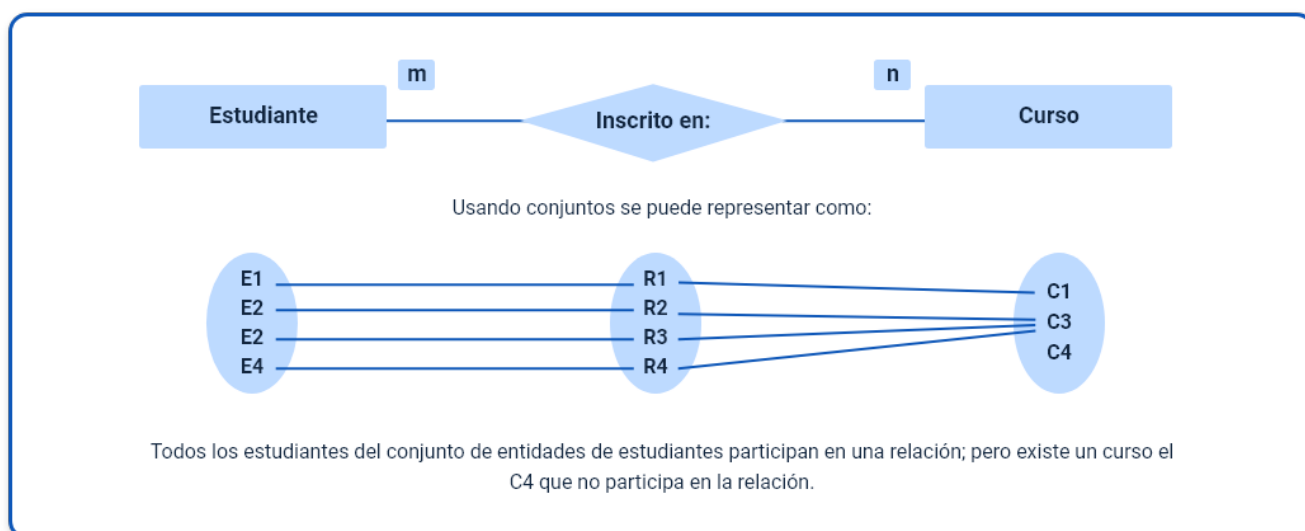 m n
Estudiante Inscrito en: Curso
Usando conjuntos se puede representar como:
E1 R1 C1
E2 R2 C3
E2 R3 C4
E4 R4
Todos los estudiantes del conjunto de entidades de estudiantes participan en una relación; pero existe un curso el
C4 que no participa en la relación.